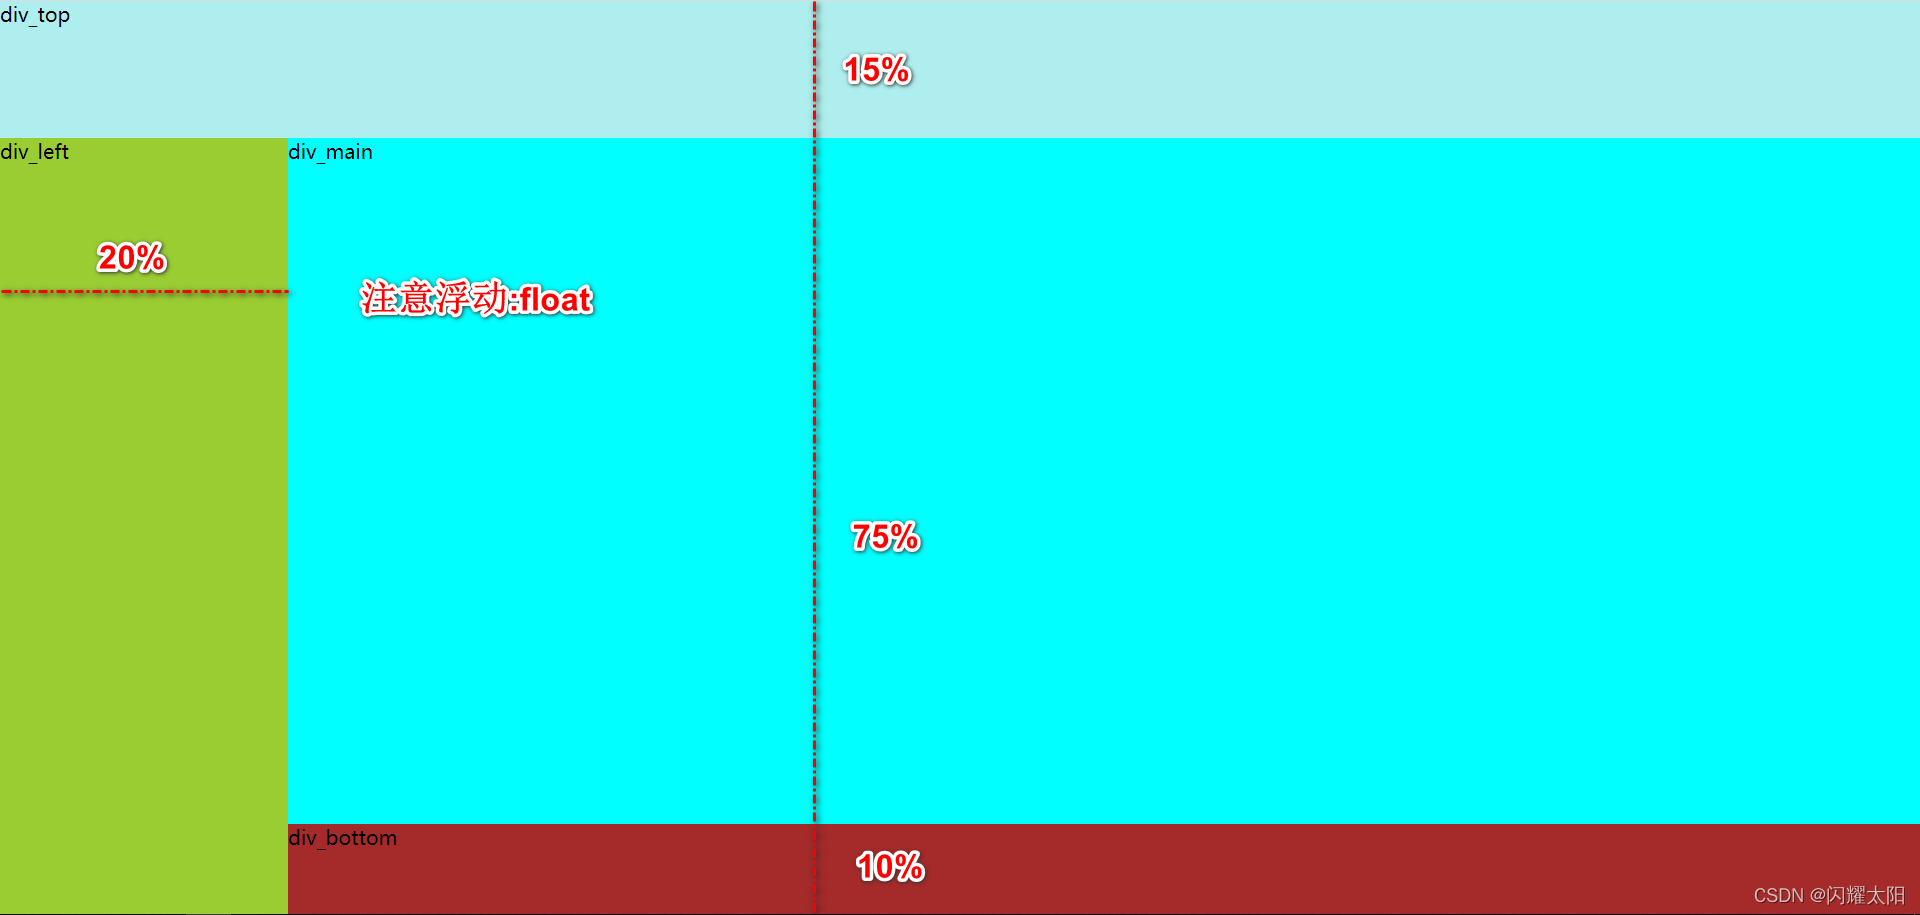 div_top
15%
div_left
div_main
20%
注意浮动:float
75%
div_bottom
10%
CSDN @闪耀太阳